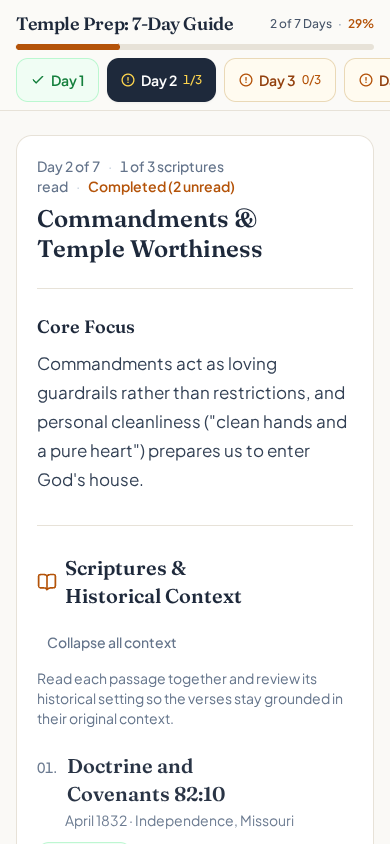 Temple Prep: 7-Day Guide 2 of 7 Days · 29%
Day 1 Day 2 1/3 Day 3 0/3
Day 2 of 7 · 1 of 3 scriptures
read · Completed (2 unread)
Commandments &
Temple Worthiness
Core Focus
Commandments act as loving
guardrails rather than restrictions, and
personal cleanliness ("clean hands and
a pure heart") prepares us to enter
God's house.
Scriptures &
Historical Context
Collapse all context
Read each passage together and review its
historical setting so the verses stay grounded in
their original context.
01. Doctrine and
Covenants 82:10
April 1832 · Independence, Missouri